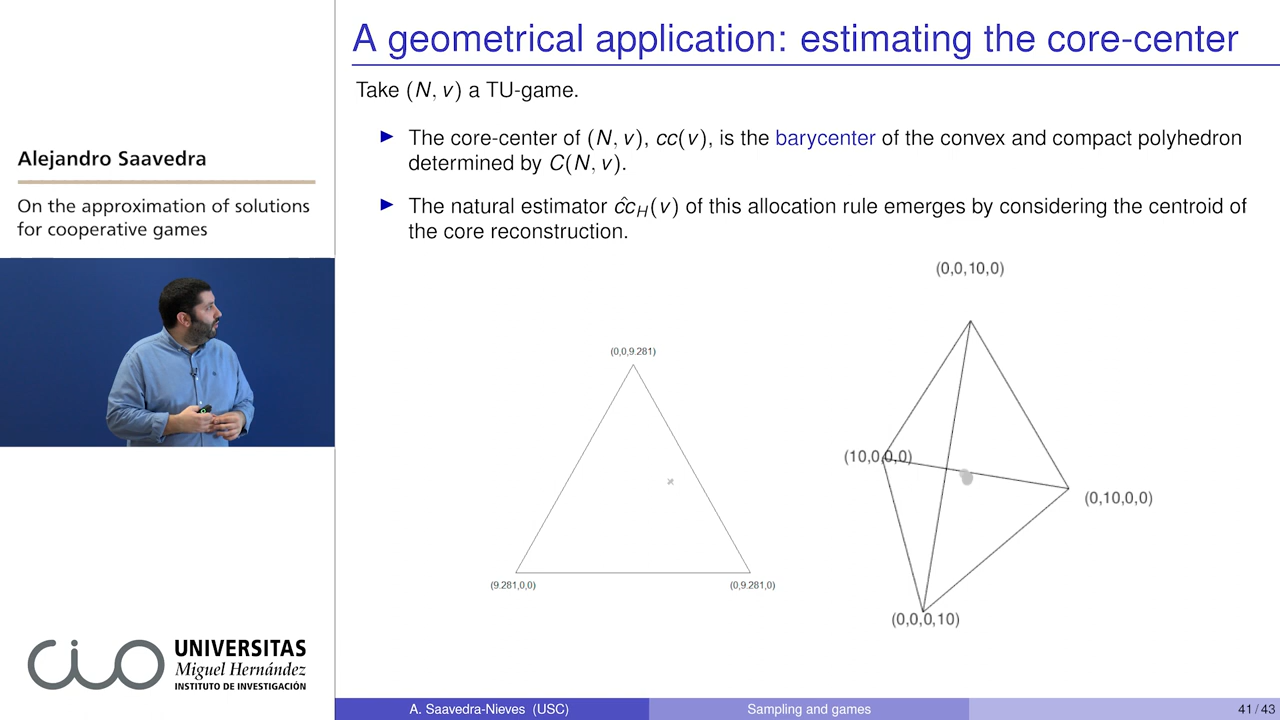 A geometrical application: estimating the core-center
Take (N, v) a TU-game.
► The core-center of (N, v), cc(v), is the barycenter of the convex and compact polyhedron
determined by C(N, v).
► The natural estimator ĉc_H(v) of this allocation rule emerges by considering the centroid of
the core reconstruction.
Alejandro Saavedra
On the approximation of solutions
for cooperative games
(0,0,9.281)
(9.281,0,0)
(0,9.281,0)
(0,0,10,0)
(10,0,0,0)
(0,10,0,0)
(0,0,0,10)
CIO
UNIVERSITAS
Miguel Hernández
INSTITUTO DE INVESTIGACIÓN
A. Saavedra-Nieves (USC)
Sampling and games
41 / 43